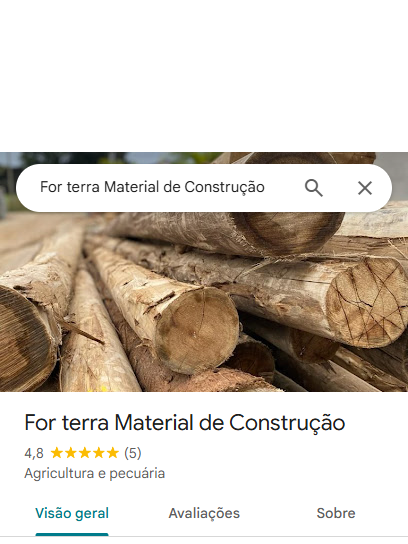 For terra Material de Construção
For terra Material de Construção
4,8 (5)
Agricultura e pecuária
Visão geral Avaliações Sobre